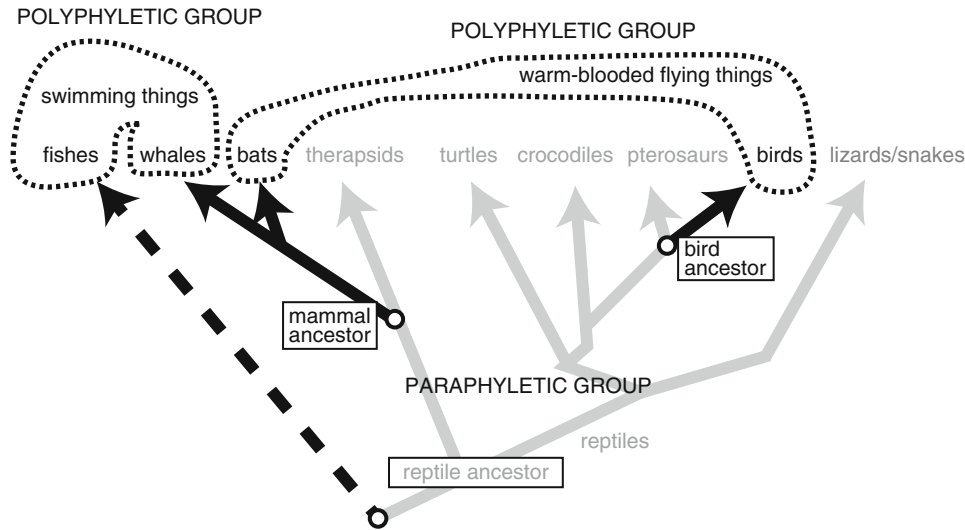 POLYPHYLETIC GROUP
POLYPHYLETIC GROUP
swimming things
warm-blooded flying things
fishes whales bats therapsids turtles crocodiles pterosaurs birds lizards/snakes
bird
ancestor
mammal
ancestor
PARAPHYLETIC GROUP
reptiles
reptile ancestor